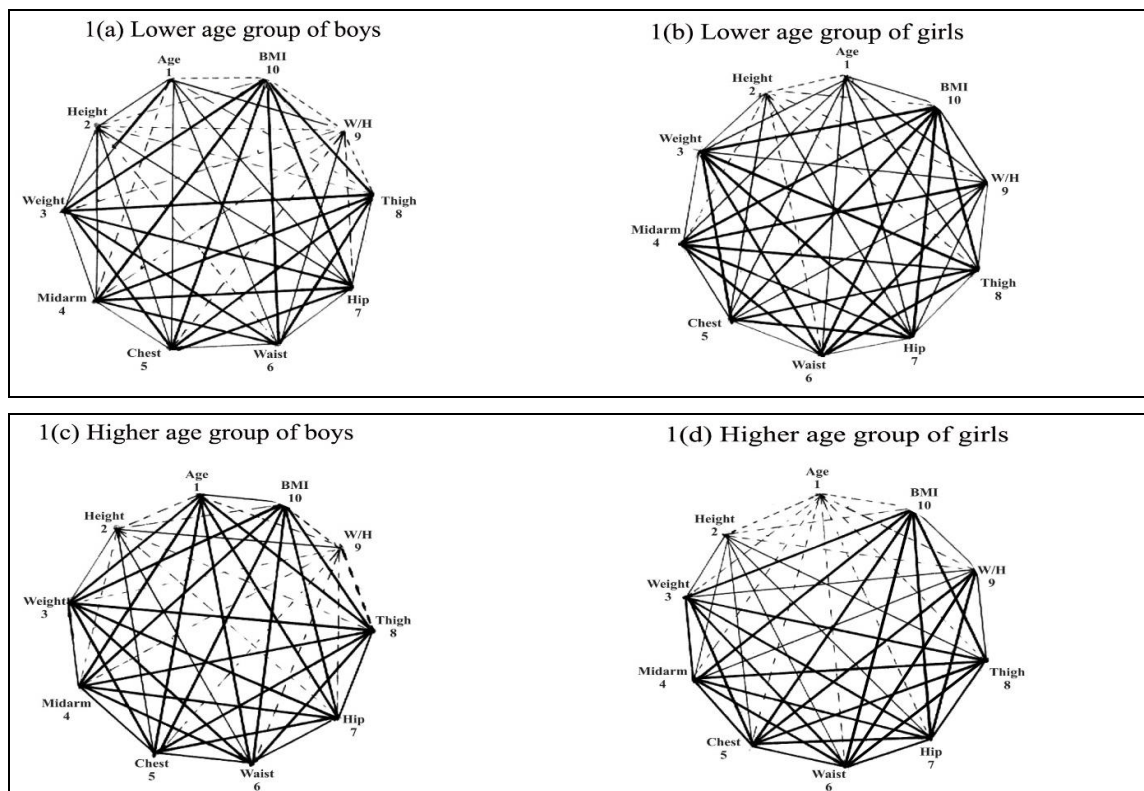 1(a) Lower age group of boys
Age
1
BMI
10
Height
2
W/H
9
Weight
3
Thigh
8
Midarm
4
Hip
7
Chest
5
Waist
6
1(b) Lower age group of girls
Age
1
Height
2
BMI
10
Weight
3
W/H
9
Midarm
4
Thigh
8
Chest
5
Hip
7
Waist
6
1(c) Higher age group of boys
Age
1
BMI
10
Height
2
W/H
9
Weight
3
Thigh
8
Midarm
4
Hip
7
Chest
5
Waist
6
1(d) Higher age group of girls
Age
1
BMI
10
Height
2
W/H
9
Weight
3
Thigh
8
Midarm
4
Chest
5
Hip
7
Waist
6